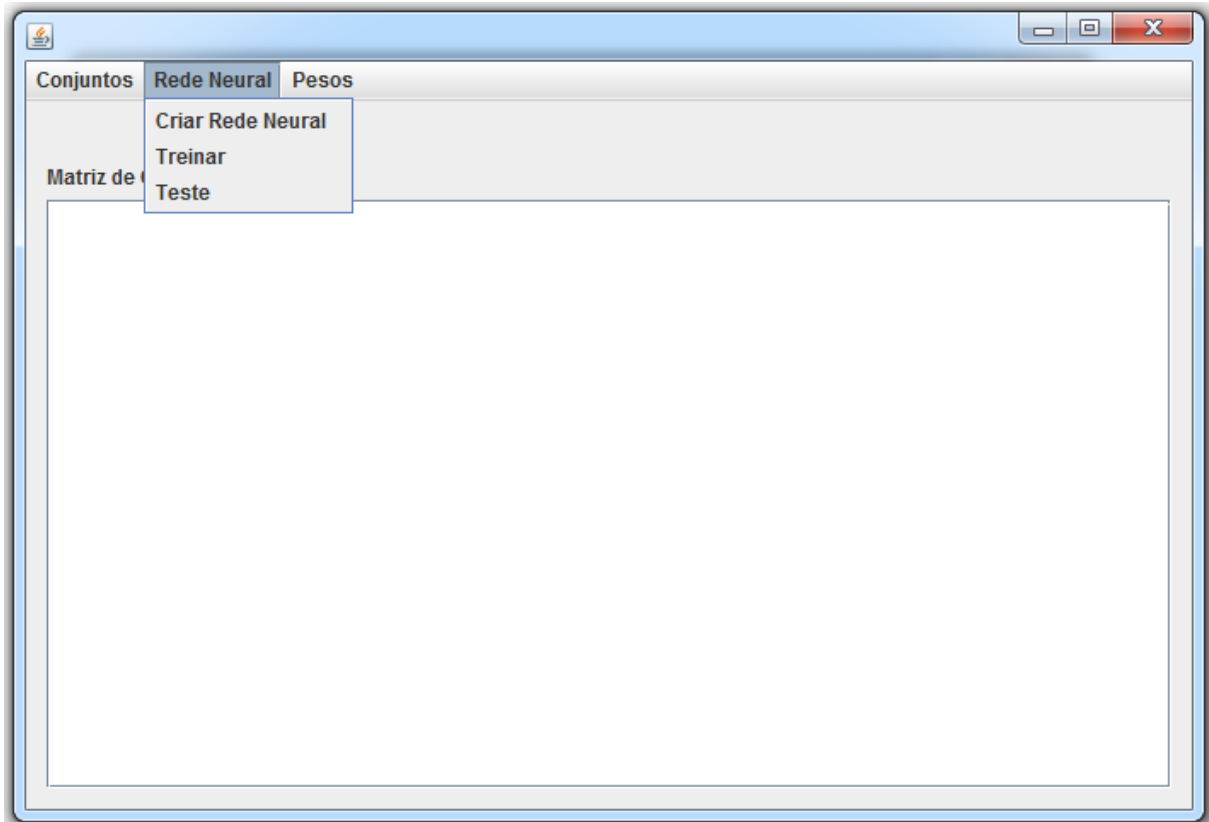 Conjuntos Rede Neural Pesos
Criar Rede Neural
Treinar
Matriz de
Teste